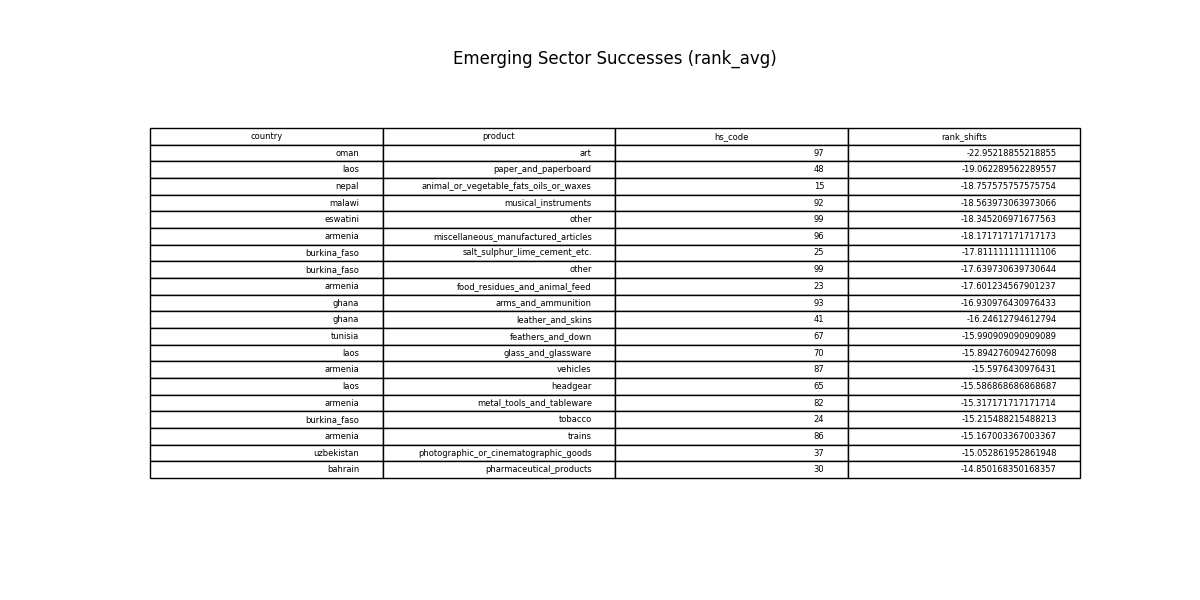 Emerging Sector Successes (rank_avg)
country product hs_code rank_shifts
oman art 97 -22.95218855218855
laos paper_and_paperboard 48 -19.062289562289557
nepal animal_or_vegetable_fats_oils_or_waxes 15 -18.757575757575754
malawi musical_instruments 92 -18.563973063973066
eswatini other 99 -18.345206971677563
armenia miscellaneous_manufactured_articles 96 -18.171717171717173
burkina_faso salt_sulphur_lime_cement_etc. 25 -17.811111111111106
burkina_faso other 99 -17.639730639730644
armenia food_residues_and_animal_feed 23 -17.601234567901237
ghana arms_and_ammunition 93 -16.930976430976433
ghana leather_and_skins 41 -16.24612794612794
tunisia feathers_and_down 67 -15.990909090909089
laos glass_and_glassware 70 -15.894276094276098
armenia vehicles 87 -15.5976430976431
laos headgear 65 -15.586868686868687
armenia metal_tools_and_tableware 82 -15.317171717171714
burkina_faso tobacco 24 -15.215488215488213
armenia trains 86 -15.167003367003367
uzbekistan photographic_or_cinematographic_goods 37 -15.052861952861948
bahrain pharmaceutical_products 30 -14.850168350168357